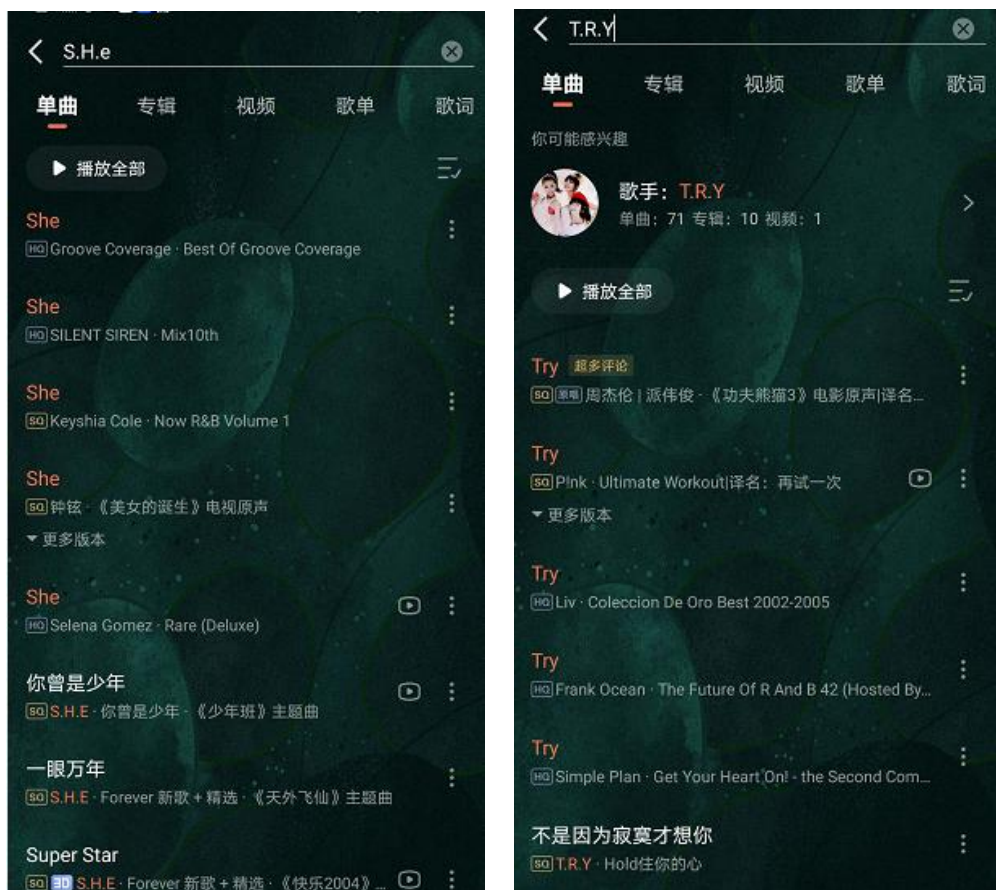 S.H.e
单曲 专辑 视频 歌单 歌词
播放全部
She
HQ Groove Coverage · Best Of Groove Coverage
She
HQ SILENT SIREN · Mix10th
She
SQ Keyshia Cole · Now R&B Volume 1
She
SQ 钟铉 · 《美女的诞生》电视原声
更多版本
She
HQ Selena Gomez · Rare (Deluxe)
你曾是少年
SQ S.H.E · 你曾是少年 · 《少年班》主题曲
一眼万年
SQ S.H.E · Forever 新歌 + 精选 · 《天外飞仙》主题曲
Super Star
SQ 3D S.H.E · Forever 新歌 + 精选 · 《快乐2004》...
T.R.Y
单曲 专辑 视频 歌单 歌词
你可能感兴趣
歌手：T.R.Y
单曲：71 专辑：10 视频：1
播放全部
Try 超多评论
SQ 原唱 周杰伦 | 派伟俊 · 《功夫熊猫3》电影原声|译名...
Try
SQ P!nk · Ultimate Workout|译名：再试一次
更多版本
Try
HQ Liv · Coleccion De Oro Best 2002-2005
Try
HQ Frank Ocean · The Future Of R And B 42 (Hosted By...
Try
HQ Simple Plan · Get Your Heart On! - the Second Com...
不是因为寂寞才想你
SQ T.R.Y · Hold住你的心